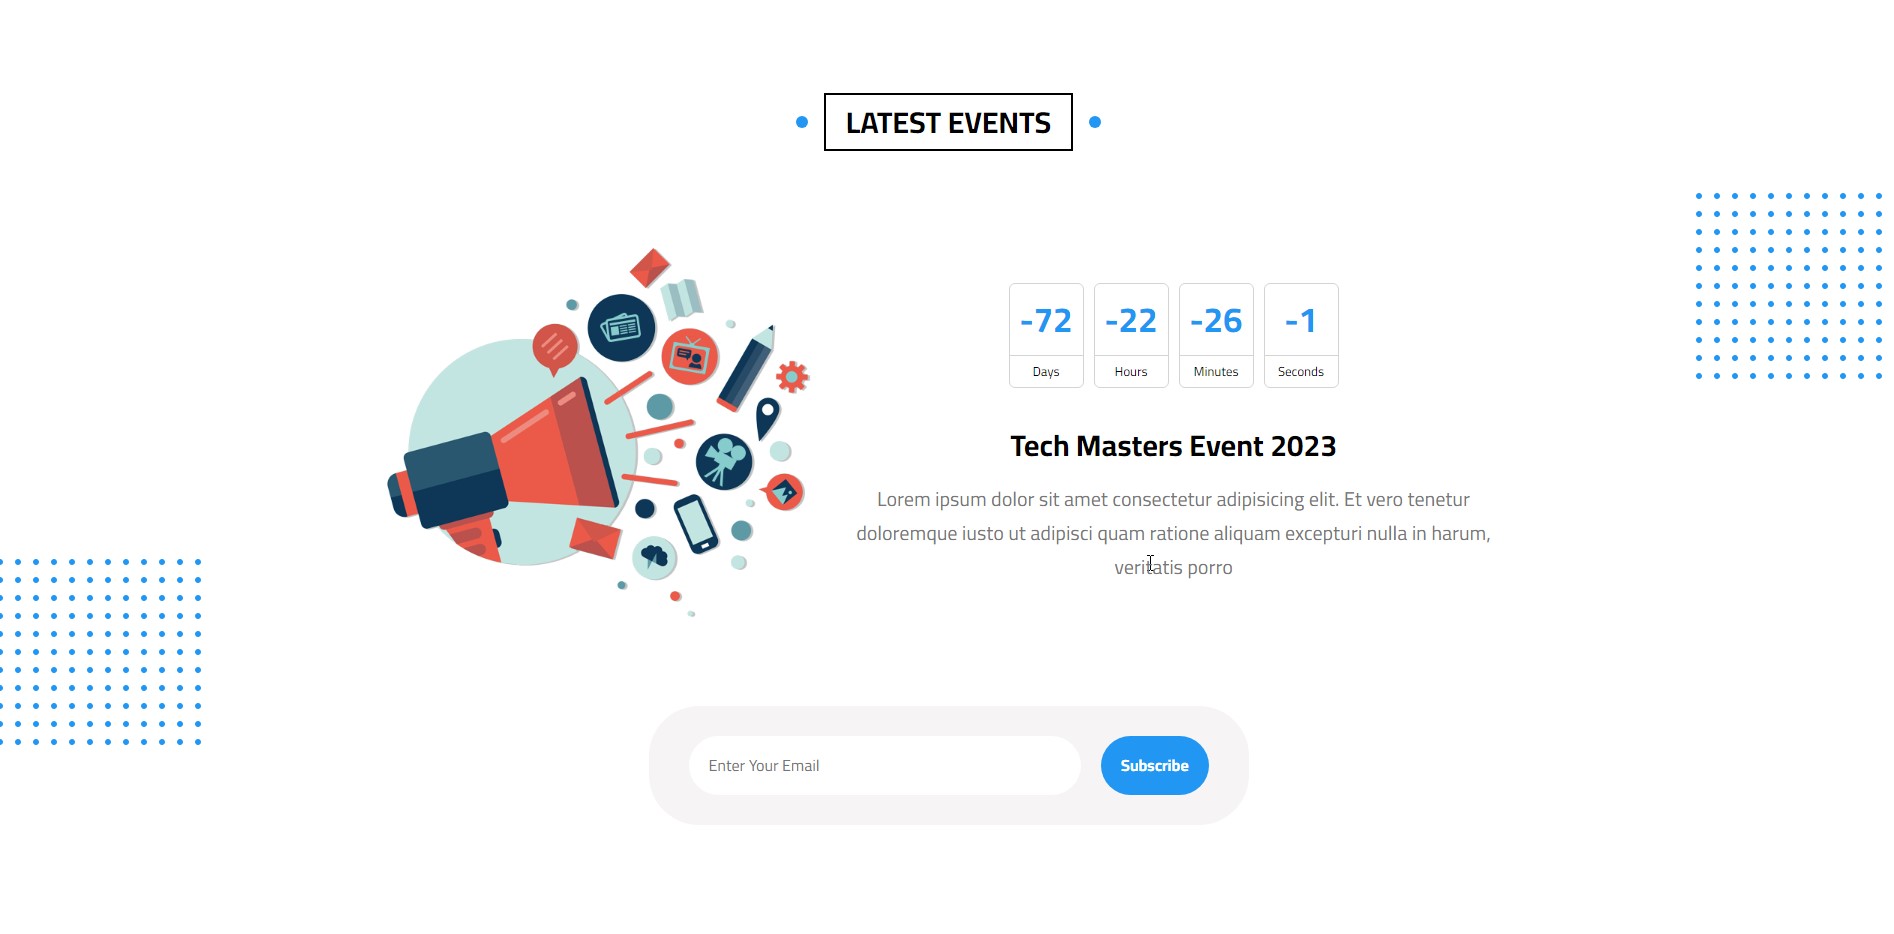 LATEST EVENTS
-72 -22 -26 -1
Days Hours Minutes Seconds
Tech Masters Event 2023
Lorem ipsum dolor sit amet consectetur adipisicing elit. Et vero tenetur
doloremque iusto ut adipisci quam ratione aliquam excepturi nulla in harum,
veritatis porro
Enter Your Email Subscribe